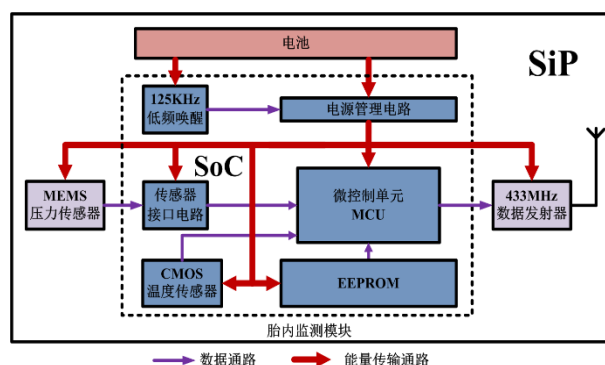 电池
SiP
125KHz
低频唤醒
电源管理电路
SoC
MEMS
压力传感器
传感器
接口电路
微控制单元
MCU
433MHz
数据发射器
CMOS
温度传感器
EEPROM
胎内监测模块
数据通路
能量传输通路